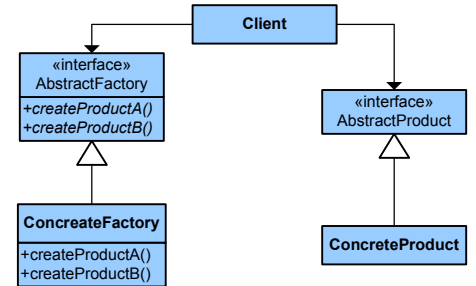 Client
«interface»
AbstractFactory
+createProductA()
+createProductB()
«interface»
AbstractProduct
ConcreateFactory
+createProductA()
+createProductB()
ConcreteProduct